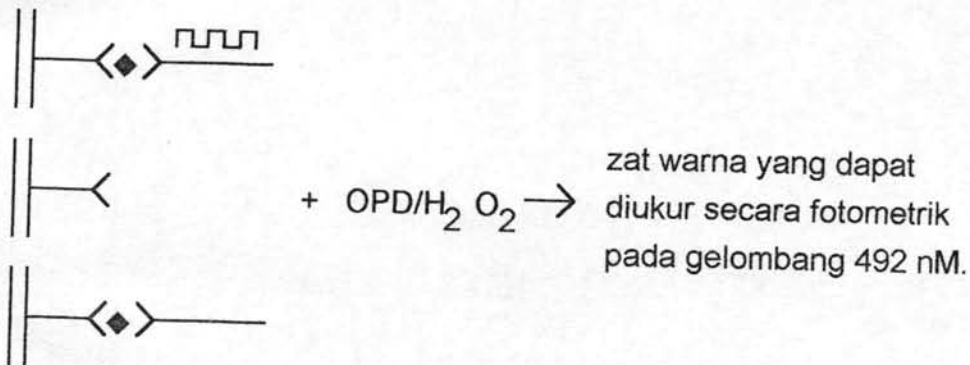 + OPD/H₂ O₂ → zat warna yang dapat
diukur secara fotometrik
pada gelombang 492 nM.